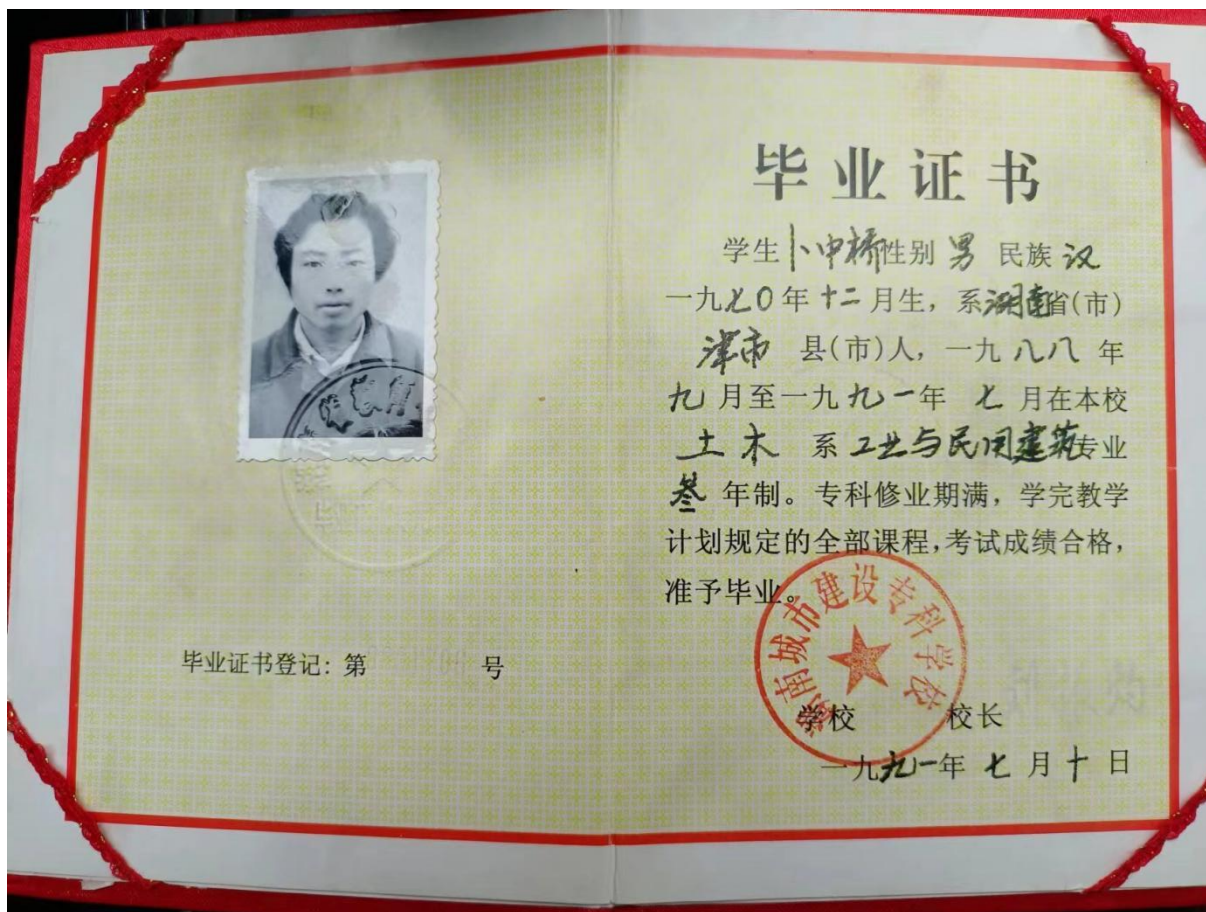 毕业证书登记: 第 号
毕业证书
学生卜中桥性别 男 民族 汉
一九七0年十二月生, 系湖南省(市)
津市 县(市)人, 一九八八年
九月至一九九一年 七月在本校
土木 系 工业与民用建筑专业
叁年制。专科修业期满, 学完教学
计划规定的全部课程, 考试成绩合格,
准予毕业。
湖南城市建设专科学校
学校 校长
一九九一年 七月十日